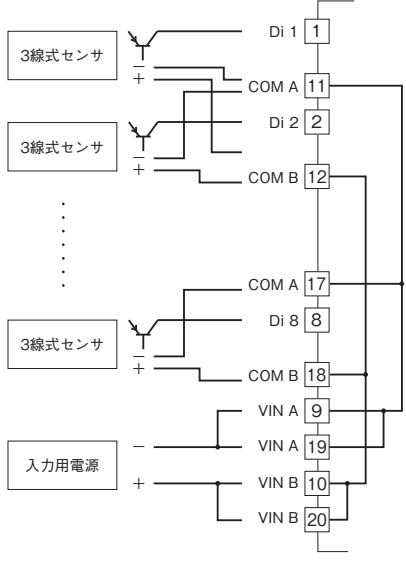 Di 1 1
3線式センサ
−
+
COM A 11
Di 2 2
3線式センサ
−
+
COM B 12
COM A 17
Di 8 8
3線式センサ
−
+
COM B 18
VIN A 9
入力用電源
−
VIN A 19
+
VIN B 10
VIN B 20